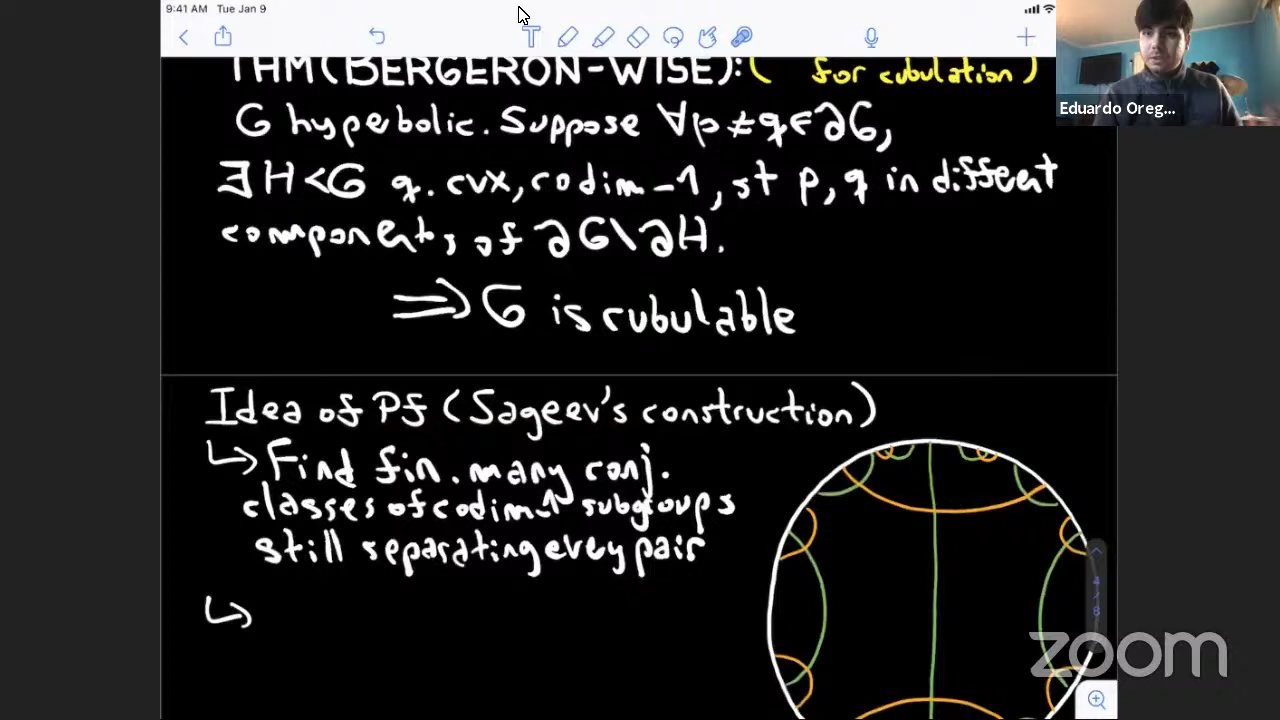 9:41 AM Tue Jan 9
THM(BERGERON-WISE): ( for cubulation )
G hyperbolic. Suppose ∀p≠q∈∂G,
∃H<G q. cvx, codim-1, st p, q in different
components of ∂G\∂H.
⟹ G is cubulable
Idea of Pf (Sageev's construction)
↳ Find fin. many conj.
classes of codim-1 subgroups
still separating every pair
↳
Eduardo Oreg...
4/8
zoom